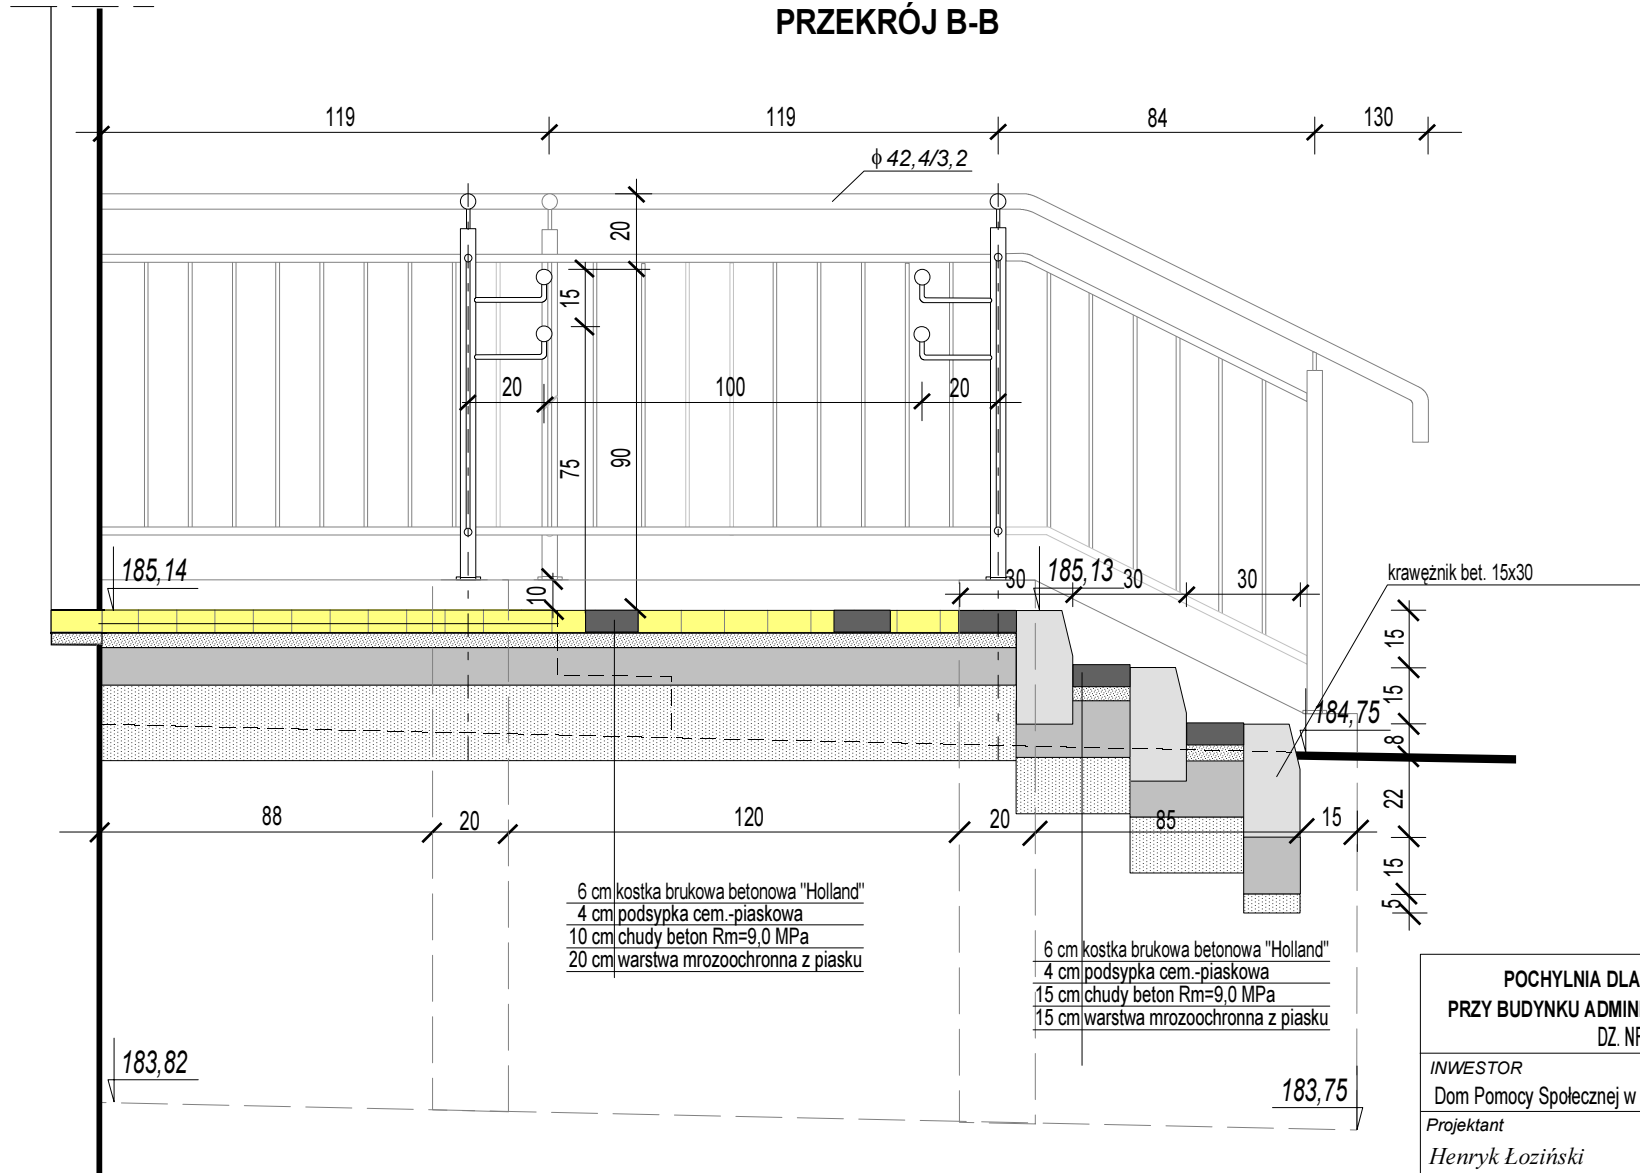 PRZEKRÓJ B-B
119
119
84
130
ϕ 42,4/3,2
20
15
20
100
20
75
90
185,14
10
30
185,13
30
30
krawężnik bet. 15x30
15
15
184,75
8
88
20
120
20
85
15
22
15
5
6 cm kostka brukowa betonowa "Holland"
4 cm podsypka cem.-piaskowa
10 cm chudy beton Rm=9,0 MPa
20 cm warstwa mrozoochronna z piasku
6 cm kostka brukowa betonowa "Holland"
4 cm podsypka cem.-piaskowa
15 cm chudy beton Rm=9,0 MPa
15 cm warstwa mrozoochronna z piasku
183,82
183,75
POCHYLNIA DLA
PRZY BUDYNKU ADMIN
DZ. NR
INWESTOR
Dom Pomocy Społecznej w
Projektant
Henryk Łoziński